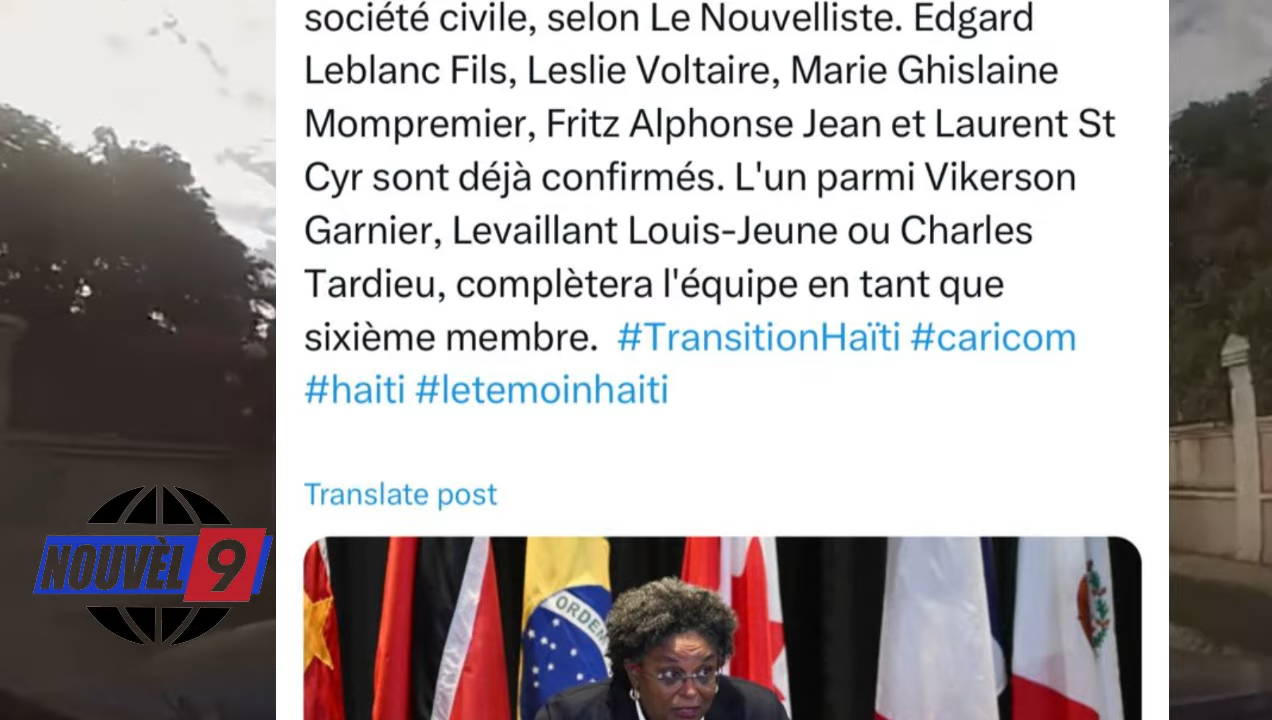 société civile, selon Le Nouvelliste. Edgard
Leblanc Fils, Leslie Voltaire, Marie Ghislaine
Mompremier, Fritz Alphonse Jean et Laurent St
Cyr sont déjà confirmés. L'un parmi Vikerson
Garnier, Levaillant Louis-Jeune ou Charles
Tardieu, complètera l'équipe en tant que
sixième membre. #TransitionHaïti #caricom
#haiti #letemoinhaiti
Translate post
NOUVÈL 9
ORDEM